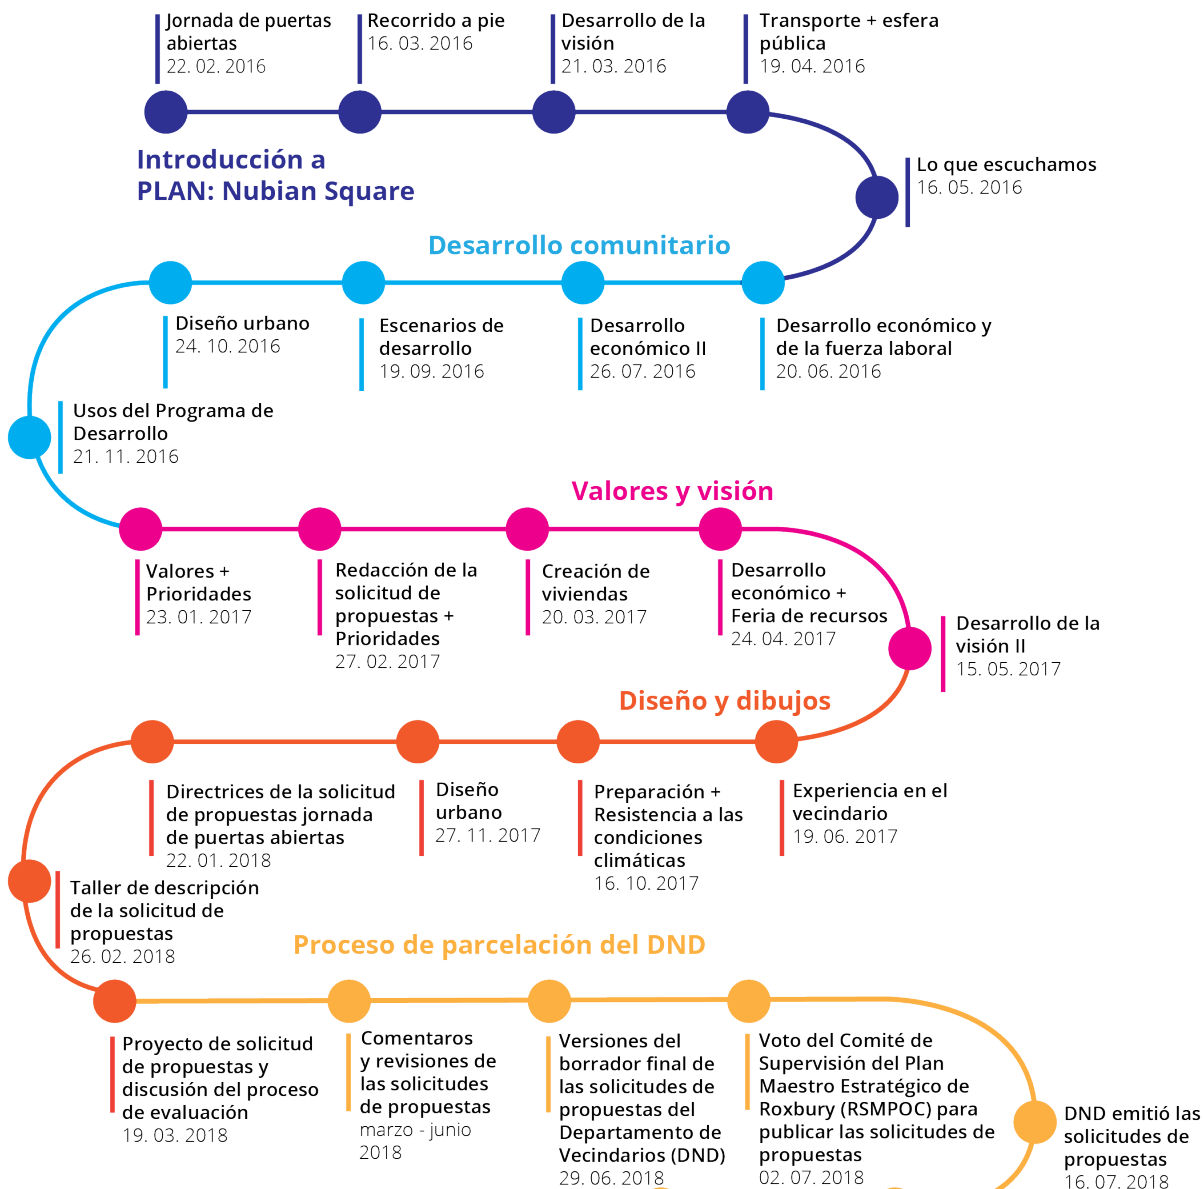 Jornada de puertas
abiertas
22. 02. 2016
Recorrido a pie
16. 03. 2016
Desarrollo de la
visión
21. 03. 2016
Transporte + esfera
pública
19. 04. 2016
Introducción a
PLAN: Nubian Square
Lo que escuchamos
16. 05. 2016
Desarrollo comunitario
Diseño urbano
24. 10. 2016
Escenarios de
desarrollo
19. 09. 2016
Desarrollo
económico II
26. 07. 2016
Desarrollo económico y
de la fuerza laboral
20. 06. 2016
Usos del Programa de
Desarrollo
21. 11. 2016
Valores y visión
Valores +
Prioridades
23. 01. 2017
Redacción de la
solicitud de
propuestas +
Prioridades
27. 02. 2017
Creación de
viviendas
20. 03. 2017
Desarrollo
económico +
Feria de recursos
24. 04. 2017
Desarrollo de la
visión II
15. 05. 2017
Diseño y dibujos
Directrices de la solicitud
de propuestas jornada
de puertas abiertas
22. 01. 2018
Diseño
urbano
27. 11. 2017
Preparación +
Resistencia a las
condiciones
climáticas
16. 10. 2017
Experiencia en el
vecindario
19. 06. 2017
Taller de descripción
de la solicitud de
propuestas
26. 02. 2018
Proceso de parcelación del DND
Proyecto de solicitud
de propuestas y
discusión del proceso
de evaluación
19. 03. 2018
Comentaros
y revisiones de
las solicitudes
de propuestas
marzo - junio
2018
Versiones del
borrador final de
las solicitudes de
propuestas del
Departamento de
Vecindarios (DND)
29. 06. 2018
Voto del Comité de
Supervisión del Plan
Maestro Estratégico de
Roxbury (RSMPOC) para
publicar las solicitudes de
propuestas
02. 07. 2018
DND emitió las
solicitudes de
propuestas
16. 07. 2018